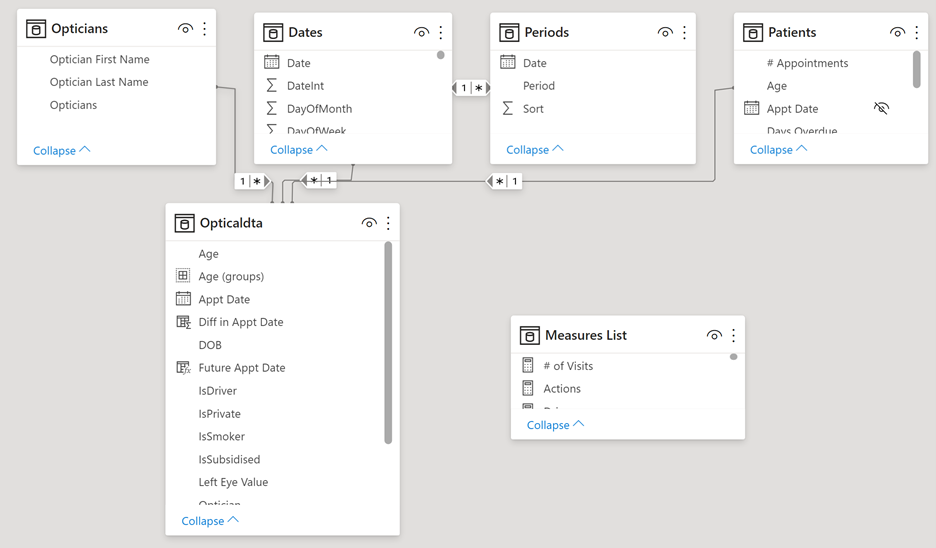 Opticians
Optician First Name
Optician Last Name
Opticians
Collapse
Dates
Date
DateInt
DayOfMonth
DayOfWeek
Collapse
1 *
Periods
Date
Period
Sort
Collapse
Patients
# Appointments
Age
Appt Date
Days Overdue
Collapse
1 *
* 1
* 1
Opticaldta
Age
Age (groups)
Appt Date
Diff in Appt Date
DOB
Future Appt Date
IsDriver
IsPrivate
IsSmoker
IsSubsidised
Left Eye Value
Optician
Collapse
Measures List
# of Visits
Actions
Collapse